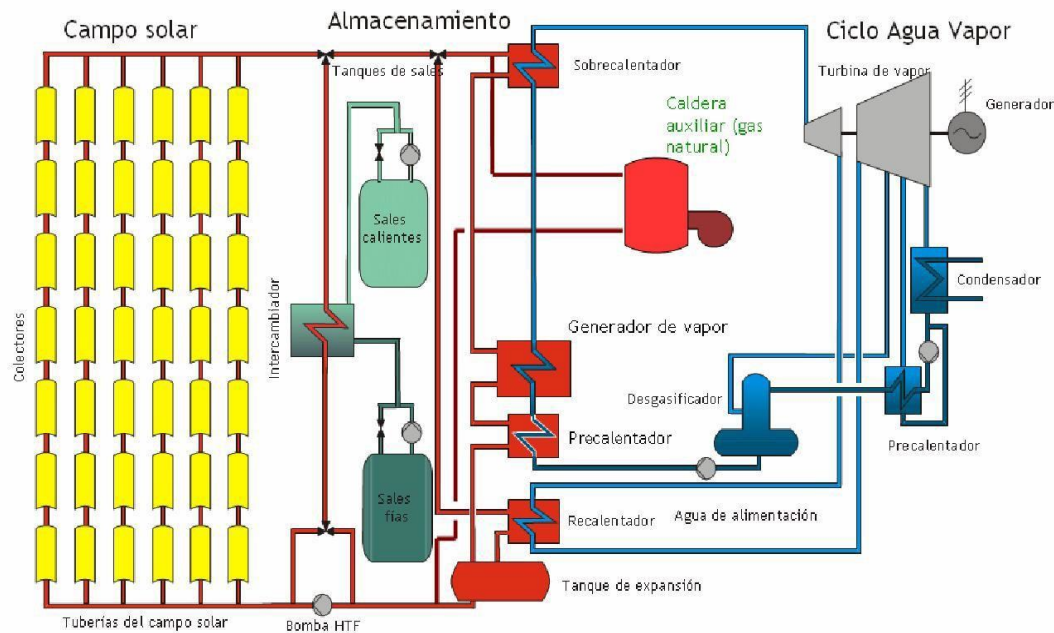 Campo solar
Almacenamiento
Ciclo Agua Vapor
Tanques de sales
Sobrecalentador
Turbina de vapor
Caldera
auxiliar (gas
natural)
Generador
Sales
calientes
Colectores
Intercambiador
Condensador
Generador de vapor
Desgasificador
Precalentador
Precalentador
Sales
fías
Recalentador
Agua de alimentación
Tanque de expansión
Tuberías del campo solar
Bomba HTF